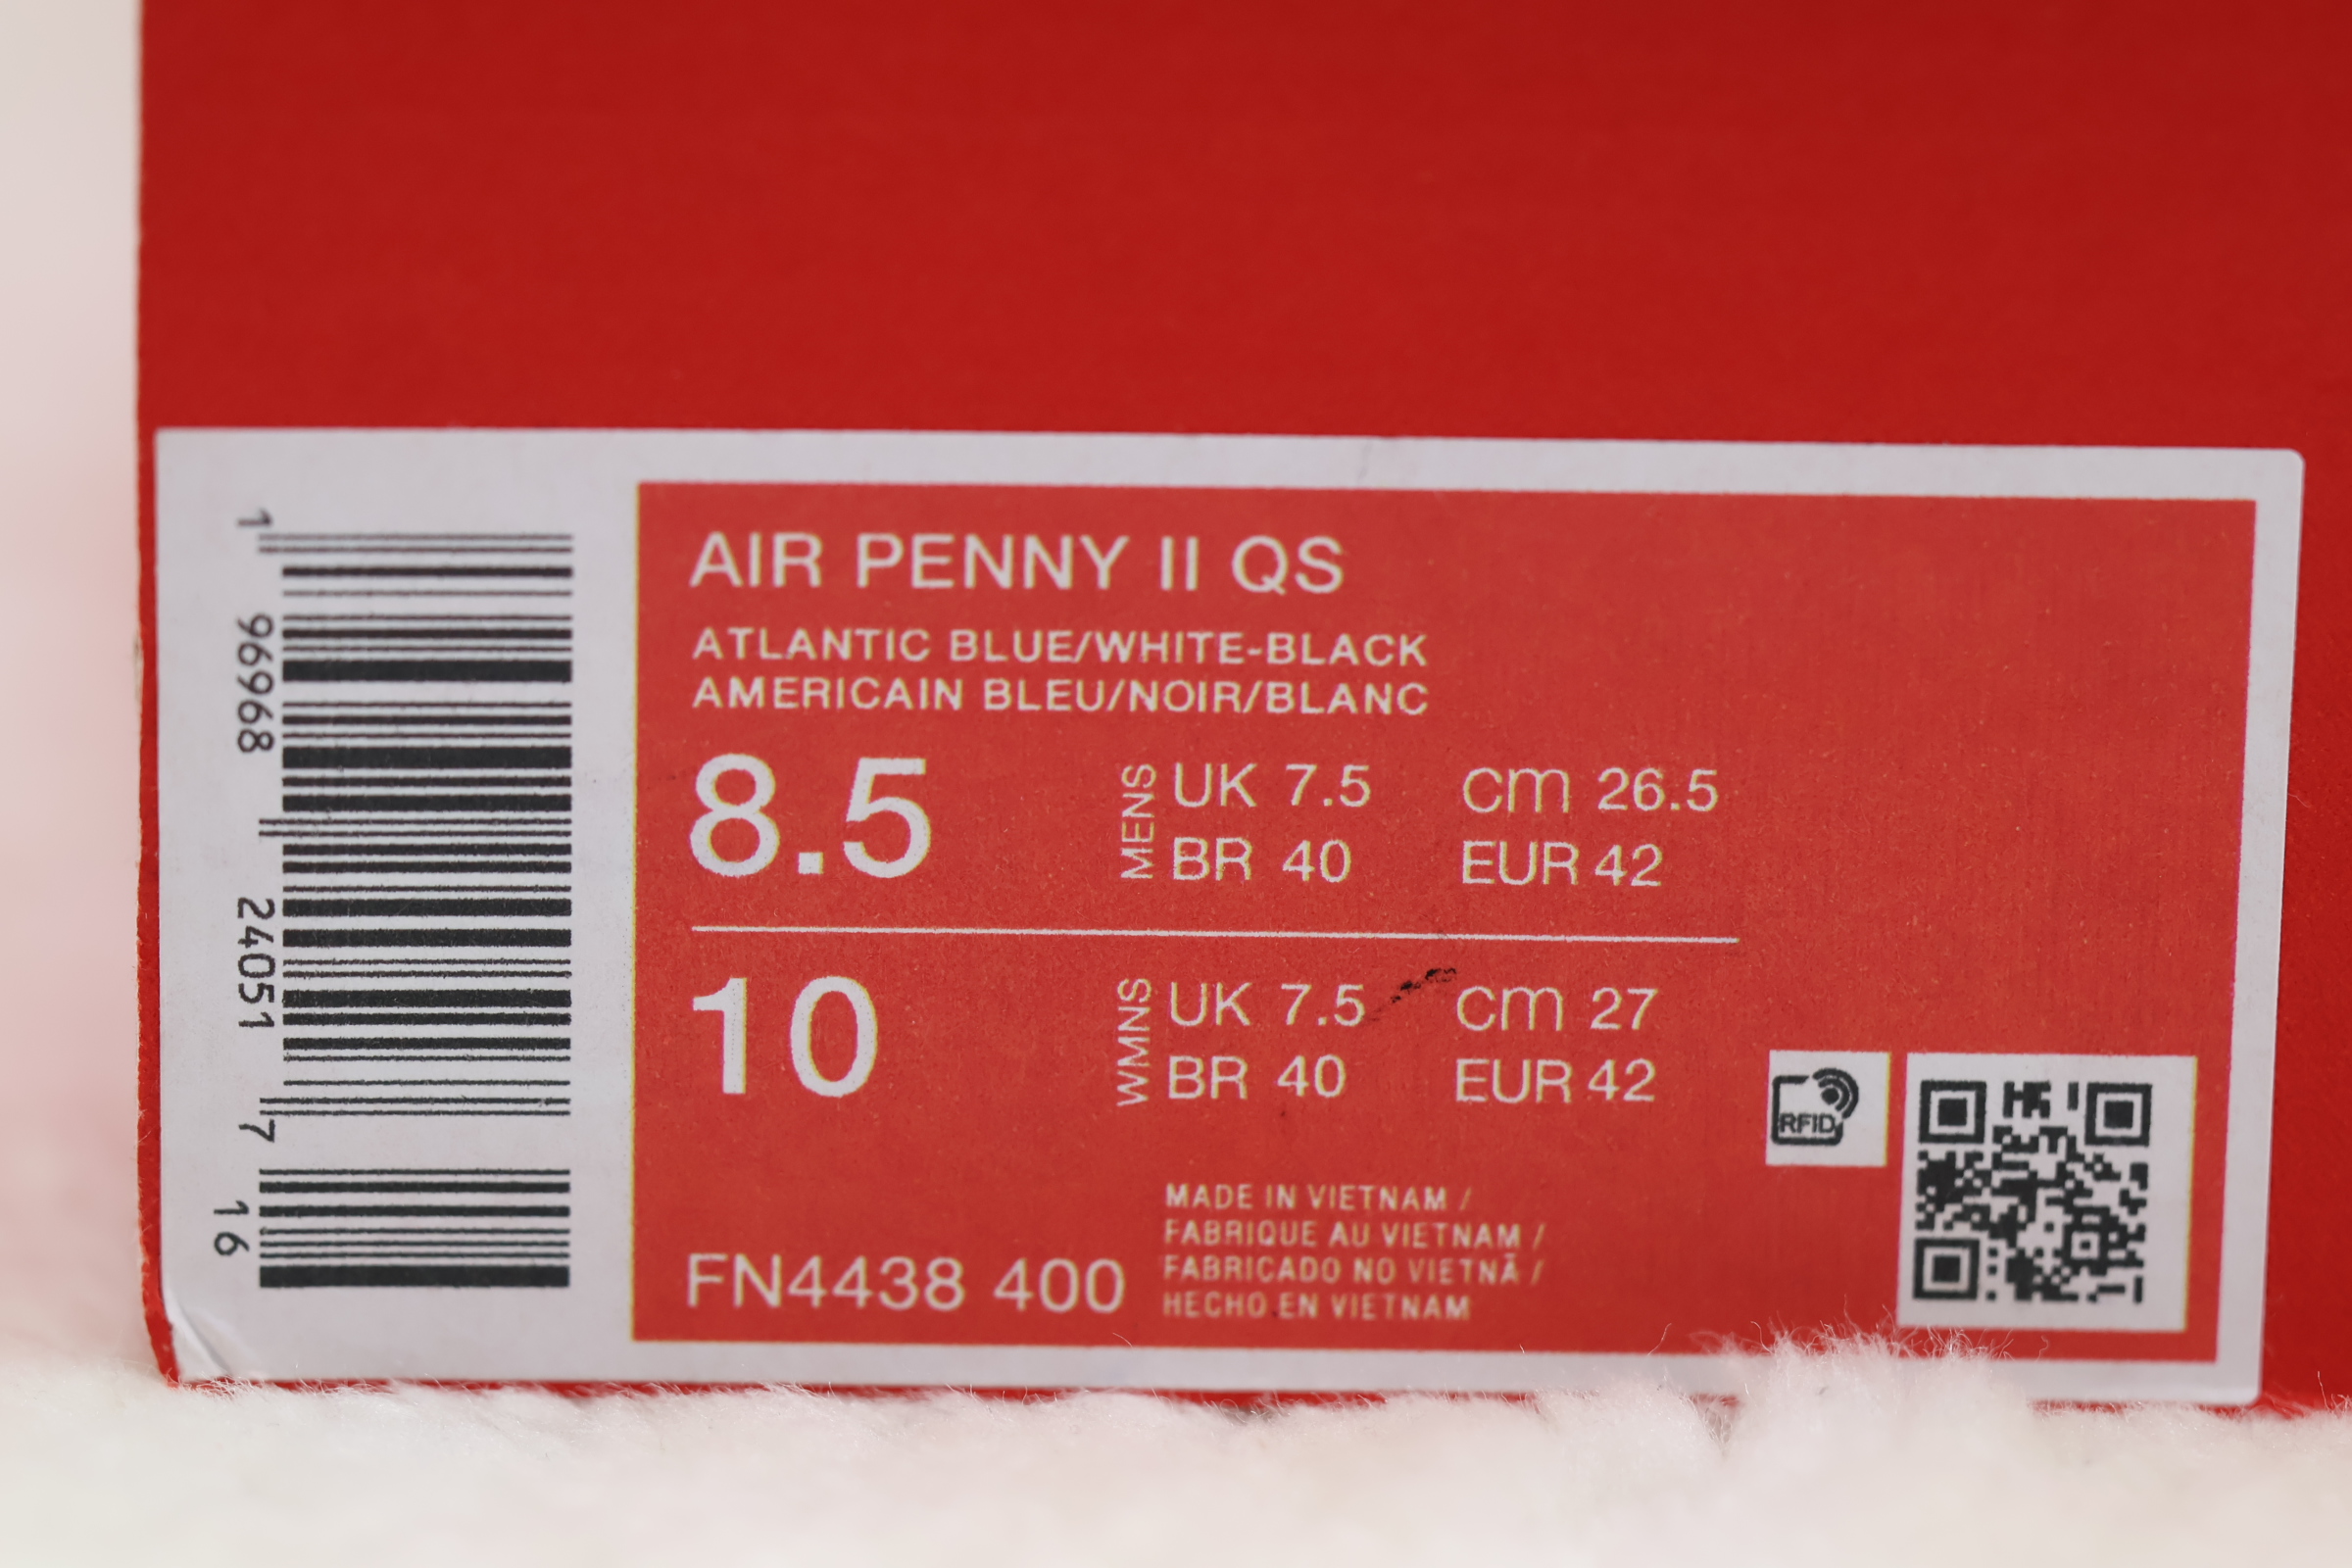 1 96968 24051 7 16
AIR PENNY II QS
ATLANTIC BLUE/WHITE-BLACK
AMERICAIN BLEU/NOIR/BLANC
8.5
MENS
UK 7.5 CM 26.5
BR 40 EUR 42
10
WMNS
UK 7.5 CM 27
BR 40 EUR 42
RFID
MADE IN VIETNAM /
FABRIQUE AU VIETNAM /
FABRICADO NO VIETNÃ /
HECHO EN VIETNAM
FN4438 400